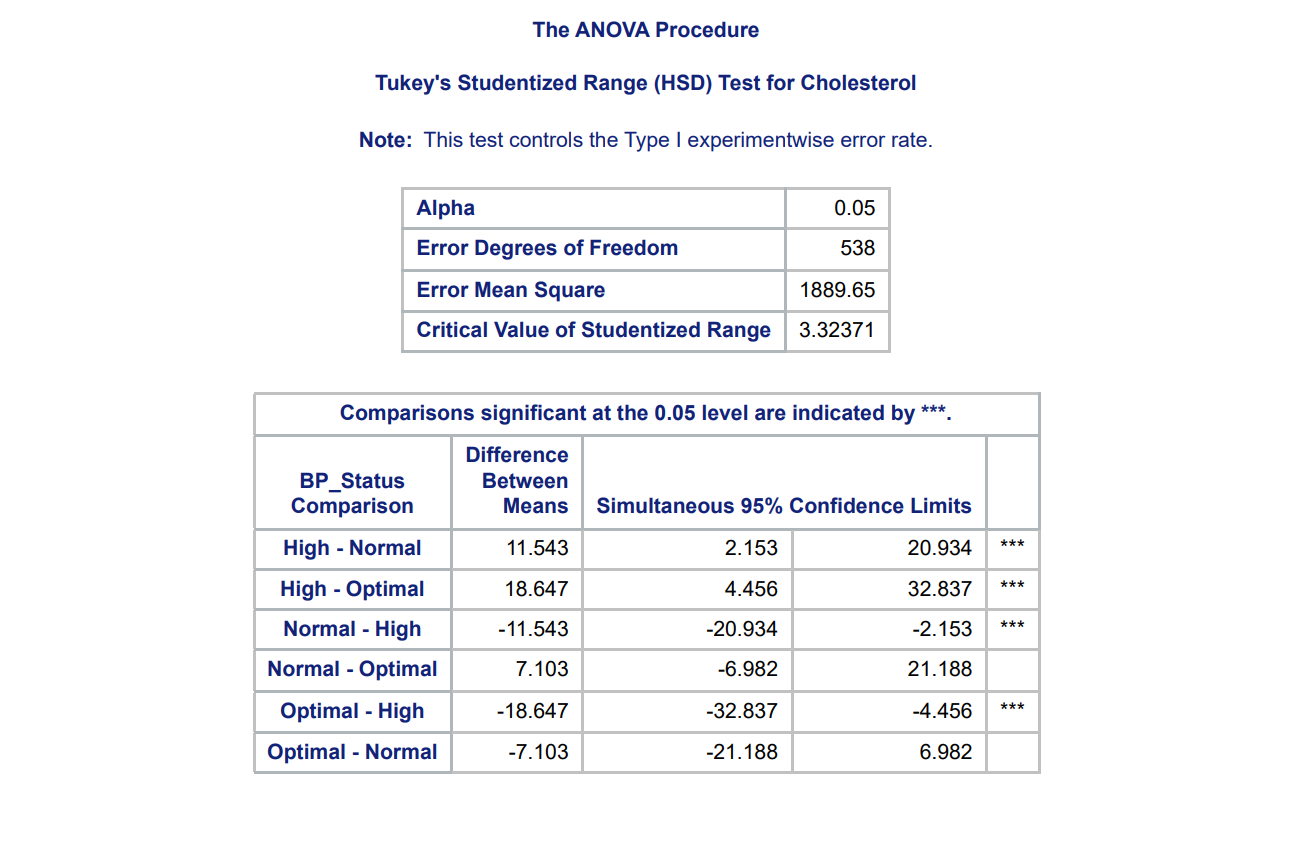 The ANOVA Procedure
Tukey's Studentized Range (HSD) Test for Cholesterol
Note: This test controls the Type I experimentwise error rate.
Alpha 0.05
Error Degrees of Freedom 538
Error Mean Square 1889.65
Critical Value of Studentized Range 3.32371
Comparisons significant at the 0.05 level are indicated by ***.
BP_Status
Comparison
Difference
Between
Means
Simultaneous 95% Confidence Limits
High - Normal 11.543 2.153 20.934 ***
High - Optimal 18.647 4.456 32.837 ***
Normal - High -11.543 -20.934 -2.153 ***
Normal - Optimal 7.103 -6.982 21.188
Optimal - High -18.647 -32.837 -4.456 ***
Optimal - Normal -7.103 -21.188 6.982